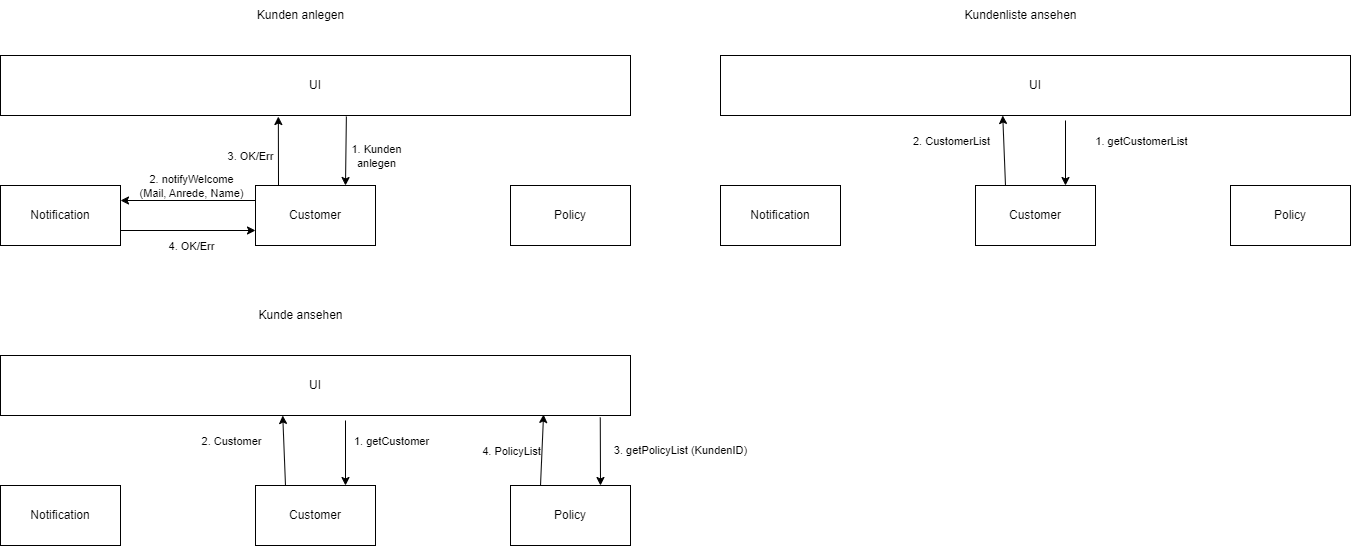 Kunden anlegen
UI
3. OK/Err
1. Kunden
anlegen
2. notifyWelcome
(Mail, Anrede, Name)
Notification
Customer
Policy
4. OK/Err
Kundenliste ansehen
UI
2. CustomerList
1. getCustomerList
Notification
Customer
Policy
Kunde ansehen
UI
2. Customer
1. getCustomer
4. PolicyList
3. getPolicyList (KundenID)
Notification
Customer
Policy